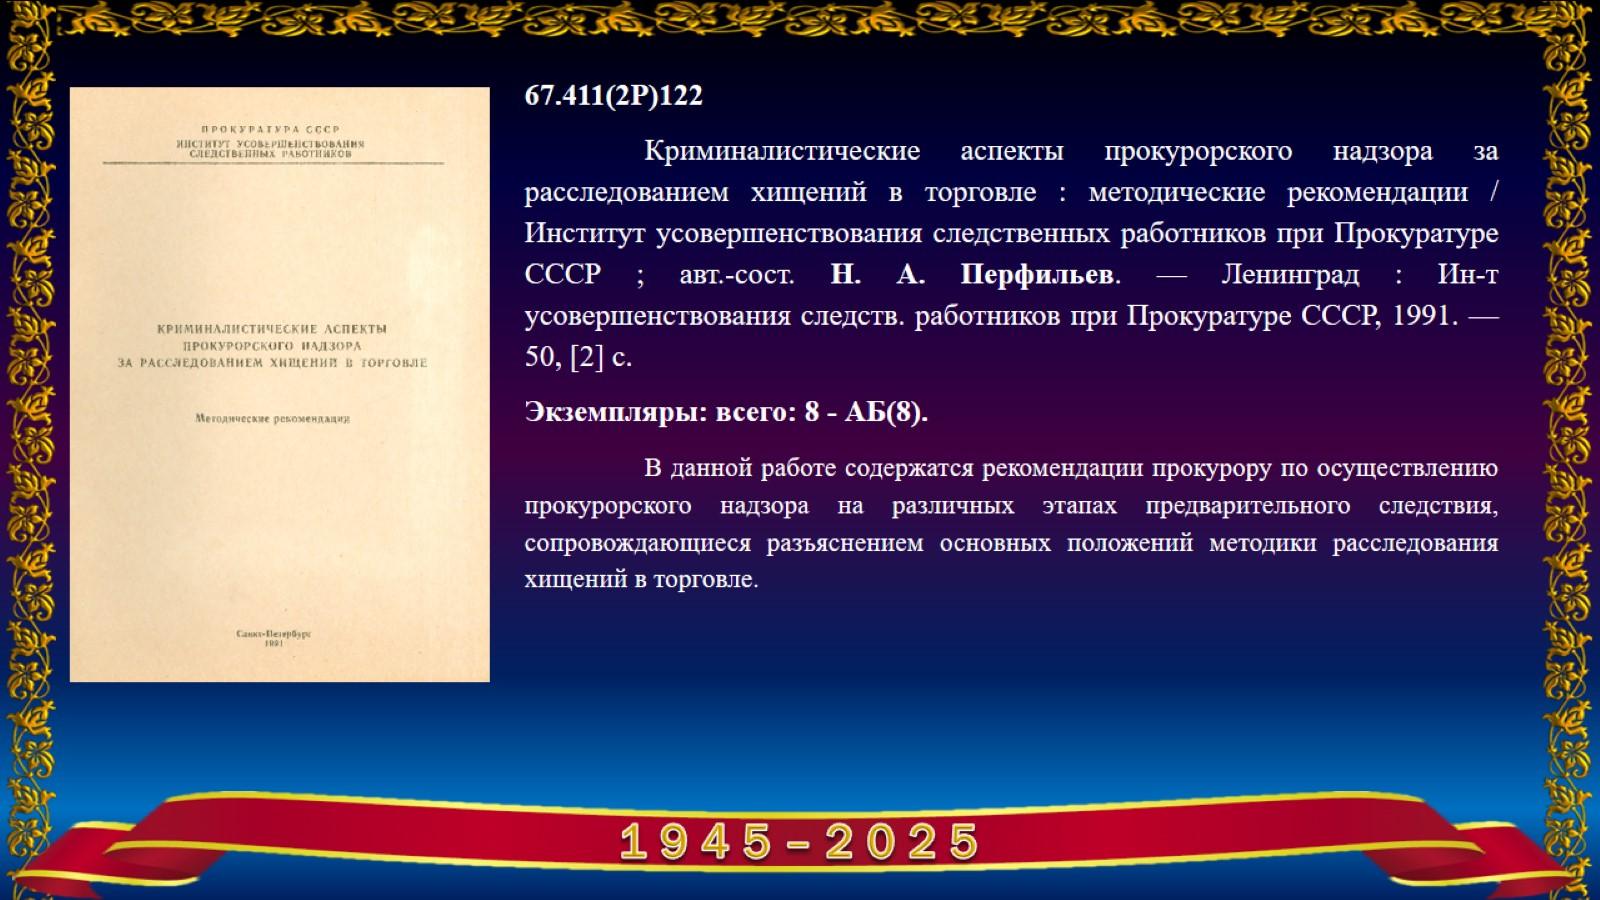 ПРОКУРАТУРА СССР
ИНСТИТУТ УСОВЕРШЕНСТВОВАНИЯ
СЛЕДСТВЕННЫХ РАБОТНИКОВ
КРИМИНАЛИСТИЧЕСКИЕ АСПЕКТЫ
ПРОКУРОРСКОГО НАДЗОРА
ЗА РАССЛЕДОВАНИЕМ ХИЩЕНИЙ В ТОРГОВЛЕ
Методические рекомендации
Санкт-Петербург
1991
67.411(2Р)122
Криминалистические аспекты прокурорского надзора за
расследованием хищений в торговле : методические рекомендации /
Институт усовершенствования следственных работников при Прокуратуре
СССР ; авт.-сост. Н. А. Перфильев. — Ленинград : Ин-т
усовершенствования следств. работников при Прокуратуре СССР, 1991. —
50, [2] с.
Экземпляры: всего: 8 - АБ(8).
В данной работе содержатся рекомендации прокурору по осуществлению
прокурорского надзора на различных этапах предварительного следствия,
сопровождающиеся разъяснением основных положений методики расследования
хищений в торговле.
1945–2025